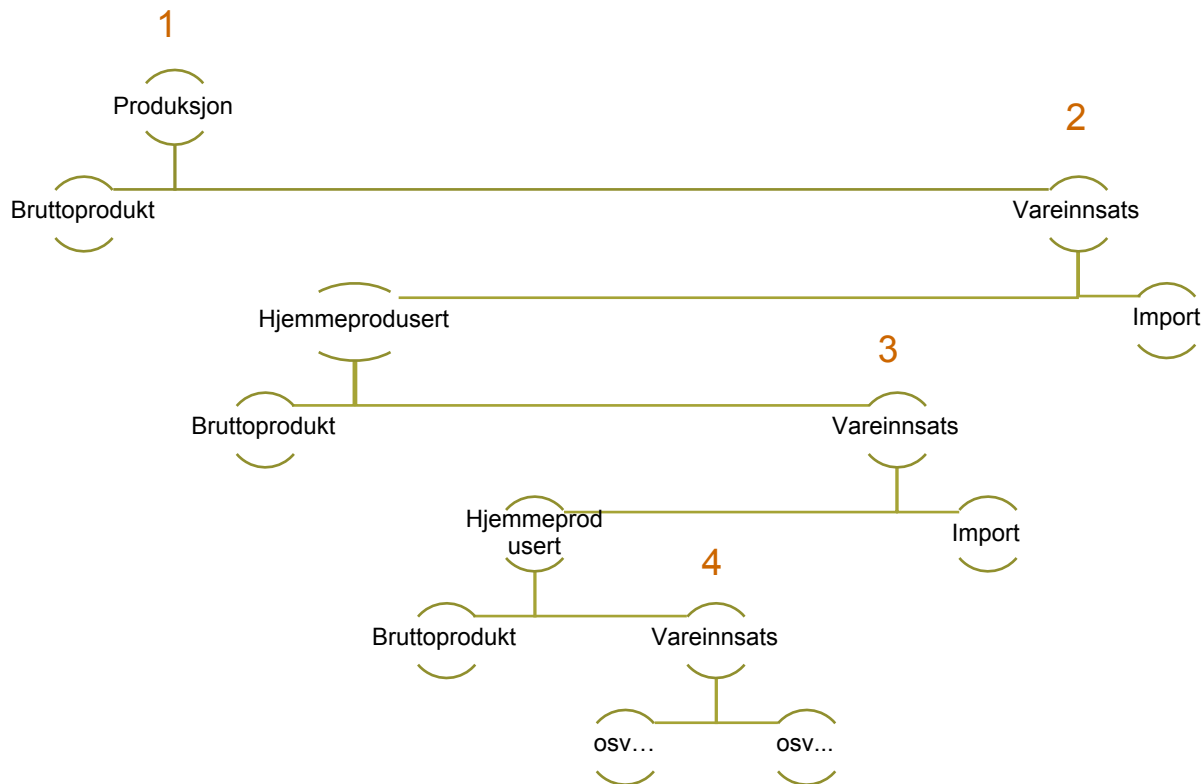 1
Produksjon
2
Bruttoprodukt
Vareinnsats
Hjemmeprodusert
Import
3
Bruttoprodukt
Vareinnsats
Hjemmeprod
usert
Import
4
Bruttoprodukt
Vareinnsats
osv…
osv...